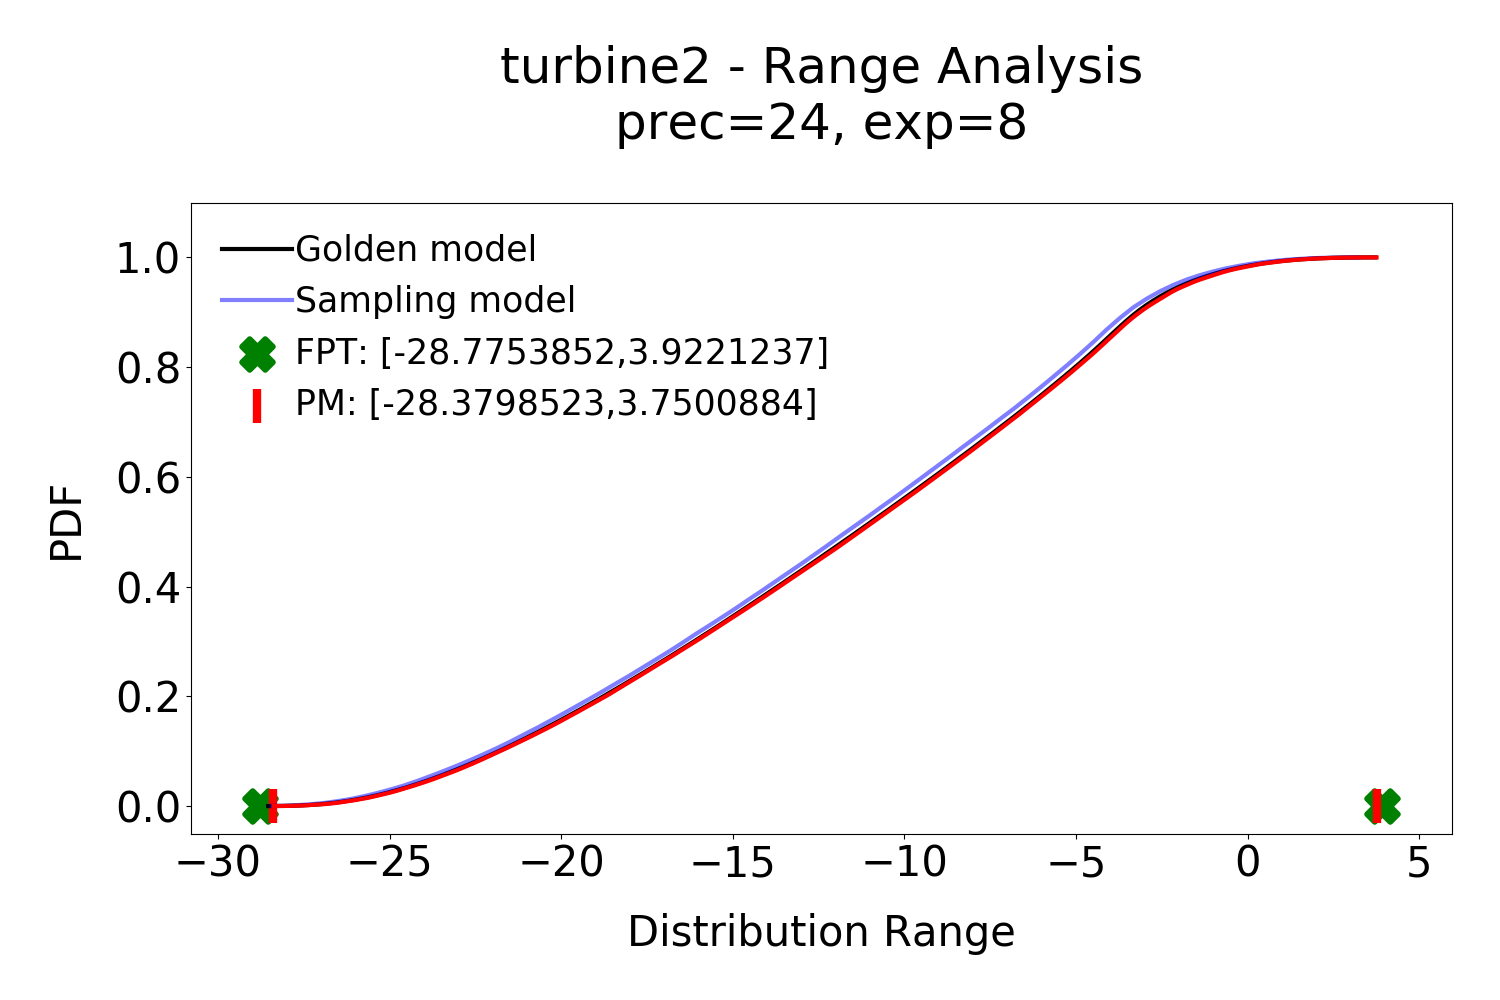 turbine2 - Range Analysis
prec=24, exp=8
Golden model
Sampling model
FPT: [-28.7753852,3.9221237]
PM: [-28.3798523,3.7500884]
PDF
1.0
0.8
0.6
0.4
0.2
0.0
−30 −25 −20 −15 −10 −5 0 5
Distribution Range